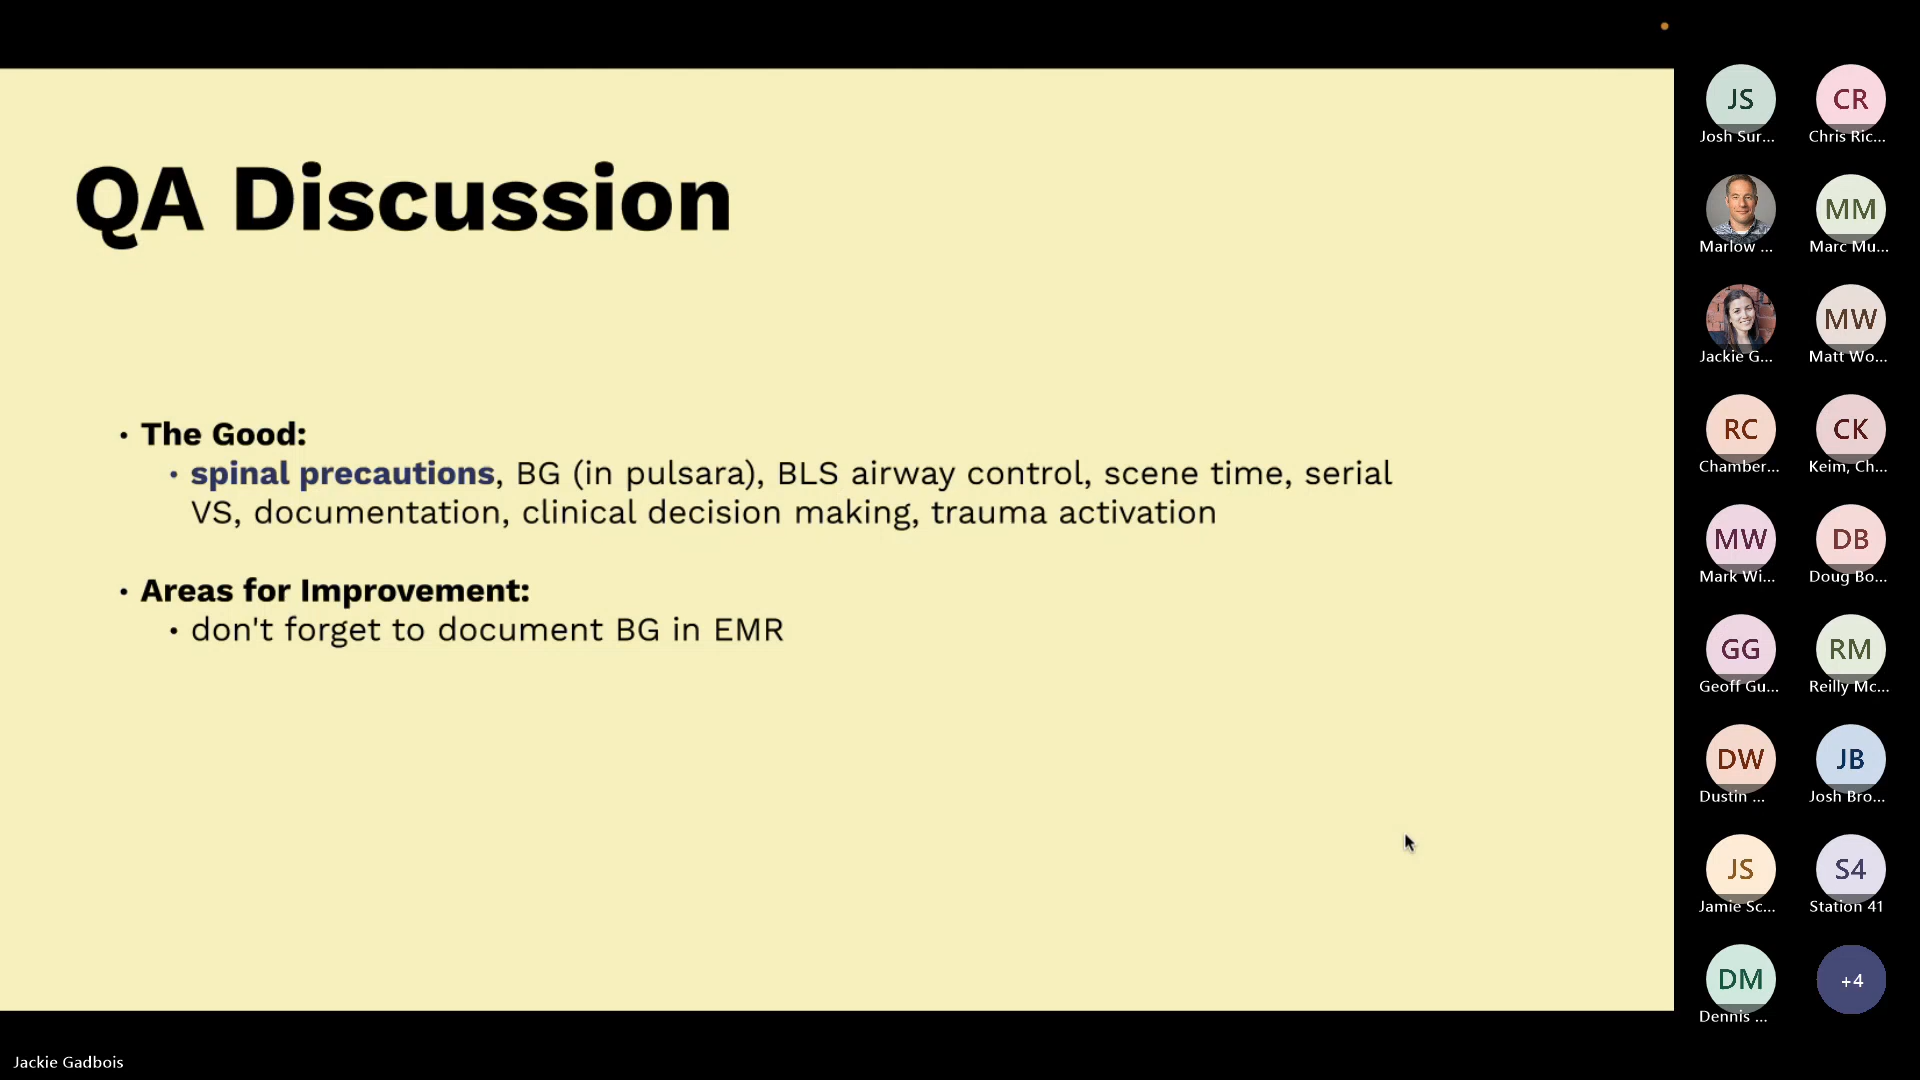 QA Discussion
• The Good:
• spinal precautions, BG (in pulsara), BLS airway control, scene time, serial
VS, documentation, clinical decision making, trauma activation
• Areas for Improvement:
• don't forget to document BG in EMR
JS
Josh Sur...
CR
Chris Ric...
Marlow ...
MM
Marc Mu...
Jackie G...
MW
Matt Wo...
RC
Chamber...
CK
Keim, Ch...
MW
Mark Wi...
DB
Doug Bo...
GG
Geoff Gu...
RM
Reilly Mc...
DW
Dustin ...
JB
Josh Bro...
JS
Jamie Sc...
S4
Station 41
DM
Dennis ...
+4
Jackie Gadbois